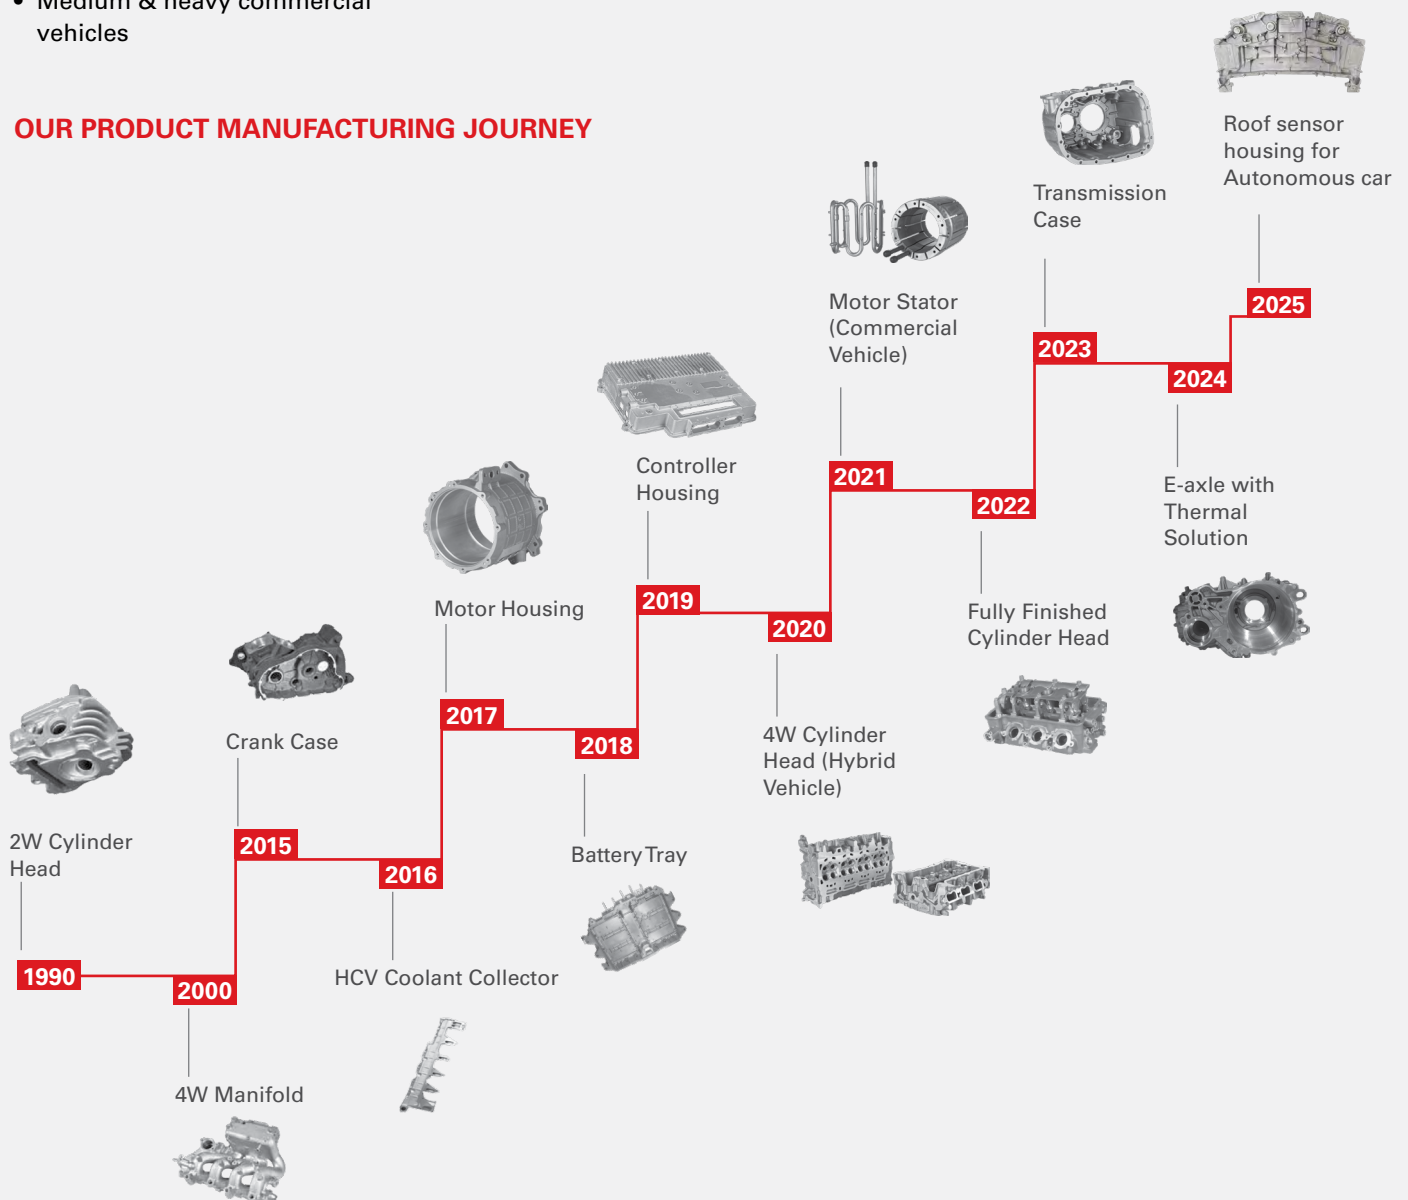 • Medium & heavy commercial
vehicles
OUR PRODUCT MANUFACTURING JOURNEY
2W Cylinder
Head
1990
2000
4W Manifold
Crank Case
2015
2016
HCV Coolant Collector
Motor Housing
2017
2018
Battery Tray
Controller
Housing
2019
2020
4W Cylinder
Head (Hybrid
Vehicle)
Motor Stator
(Commercial
Vehicle)
2021
2022
Fully Finished
Cylinder Head
Transmission
Case
2023
2024
E-axle with
Thermal
Solution
Roof sensor
housing for
Autonomous car
2025